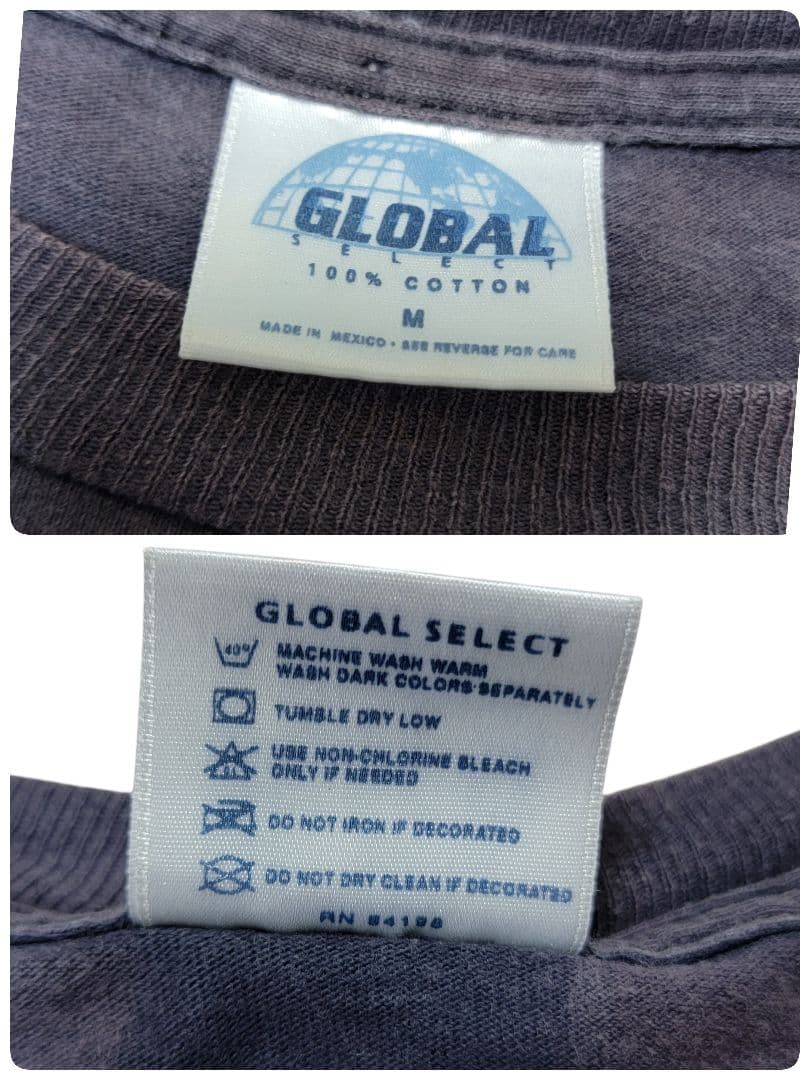 GLOBAL
SELECT
100% COTTON
M
MADE IN MEXICO • SEE REVERSE FOR CARE
GLOBAL SELECT
40°
MACHINE WASH WARM
WASH DARK COLORS SEPARATELY
TUMBLE DRY LOW
USE NON-CHLORINE BLEACH
ONLY IF NEEDED
DO NOT IRON IF DECORATED
DO NOT DRY CLEAN IF DECORATED
RN